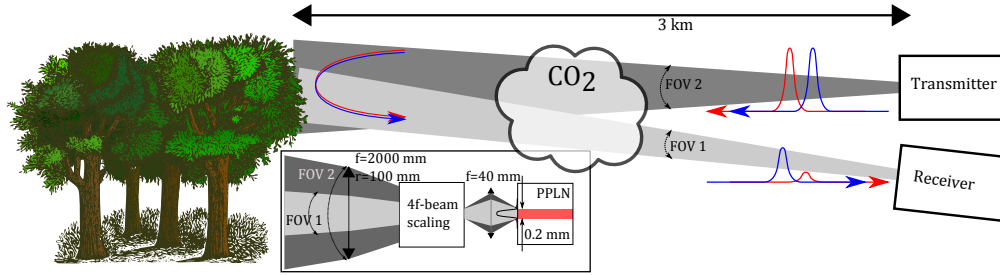 3 km
CO2
FOV 2
Transmitter
FOV 1
Receiver
f=2000 mm
r=100 mm
FOV 2
FOV 1
4f-beam
scaling
f=40 mm
PPLN
0.2 mm